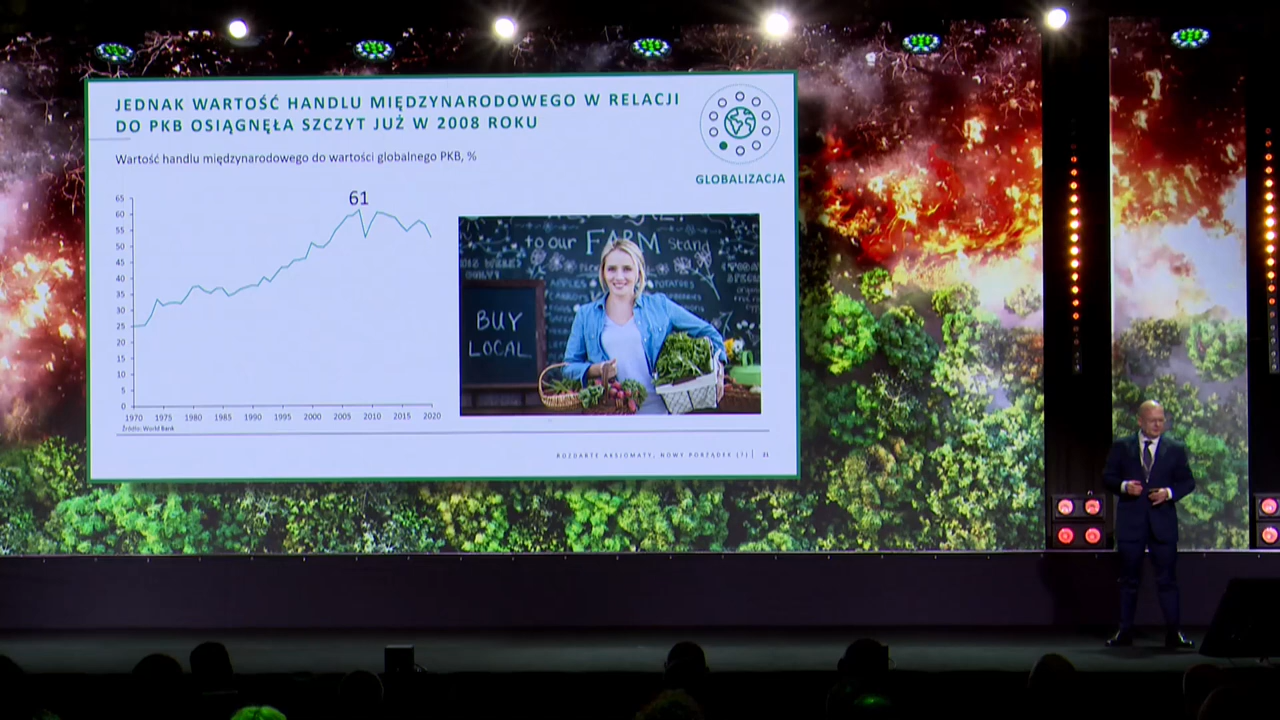 JEDNAK WARTOŚĆ HANDLU MIĘDZYNARODOWEGO W RELACJI
DO PKB OSIĄGNĘŁA SZCZYT JUŻ W 2008 ROKU
GLOBALIZACJA
Wartość handlu międzynarodowego do wartości globalnego PKB, %
61
65
60
55
50
45
40
35
30
25
20
15
10
5
0
1970 1975 1980 1985 1990 1995 2000 2005 2010 2015 2020
Źródło: World Bank
to our FARM stand
BUY
LOCAL
ROZDARTE AKSJOMATY, NOWY PORZĄDEK (?) | 21